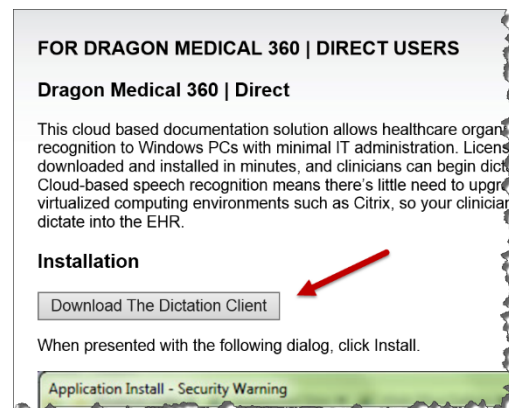 FOR DRAGON MEDICAL 360 | DIRECT USERS
Dragon Medical 360 | Direct
This cloud based documentation solution allows healthcare
recognition to Windows PCs with minimal IT administration.
downloaded and installed in minutes, and clinicians can begin
Cloud-based speech recognition means there's little need to
virtualized computing environments such as Citrix, so your
dictate into the EHR.
Installation
Download The Dictation Client
When presented with the following dialog, click Install.
Application Install - Security Warning